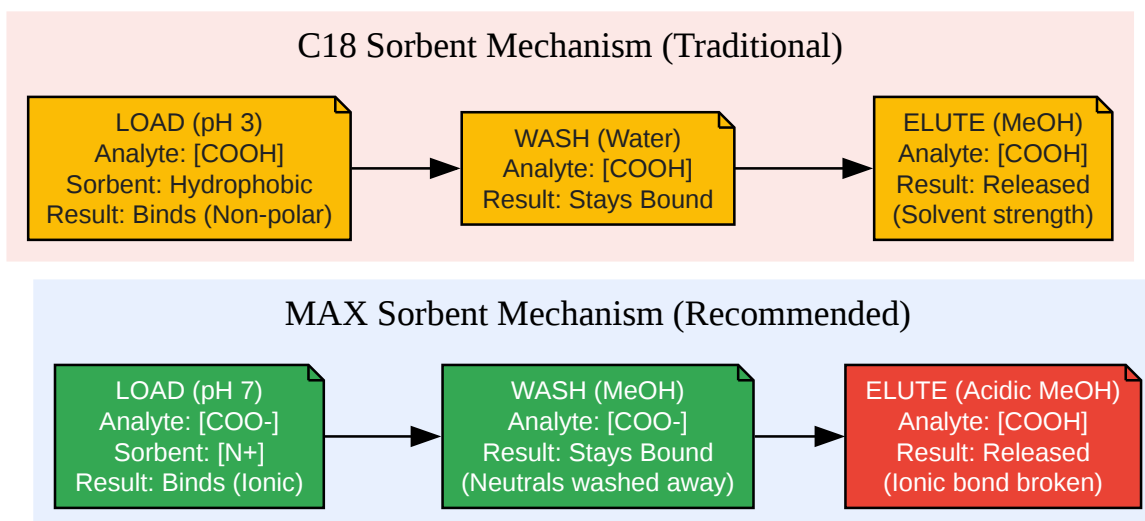 C18 Sorbent Mechanism (Traditional)
LOAD (pH 3)
Analyte: [COOH]
Sorbent: Hydrophobic
Result: Binds (Non-polar)
WASH (Water)
Analyte: [COOH]
Result: Stays Bound
ELUTE (MeOH)
Analyte: [COOH]
Result: Released
(Solvent strength)
MAX Sorbent Mechanism (Recommended)
LOAD (pH 7)
Analyte: [COO-]
Sorbent: [N+]
Result: Binds (Ionic)
WASH (MeOH)
Analyte: [COO-]
Result: Stays Bound
(Neutrals washed away)
ELUTE (Acidic MeOH)
Analyte: [COOH]
Result: Released
(Ionic bond broken)